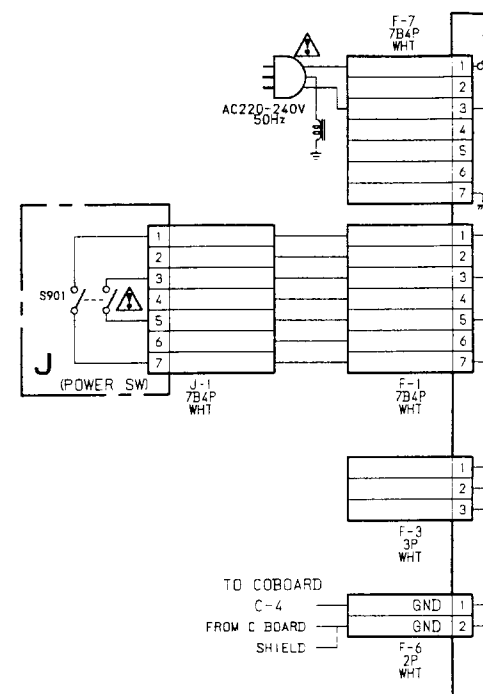 F-7
7B4P
WHT
AC220-240V
50Hz
1
2
3
4
5
6
7
1
2
3
4
5
6
7
S901
J
(POWER SW)
J-1
7B4P
WHT
1
2
3
4
5
6
7
F-1
7B4P
WHT
1
2
3
F-3
3P
WHT
TO COBOARD
C-4
FROM C BOARD
SHIELD
GND 1
GND 2
F-6
2P
WHT